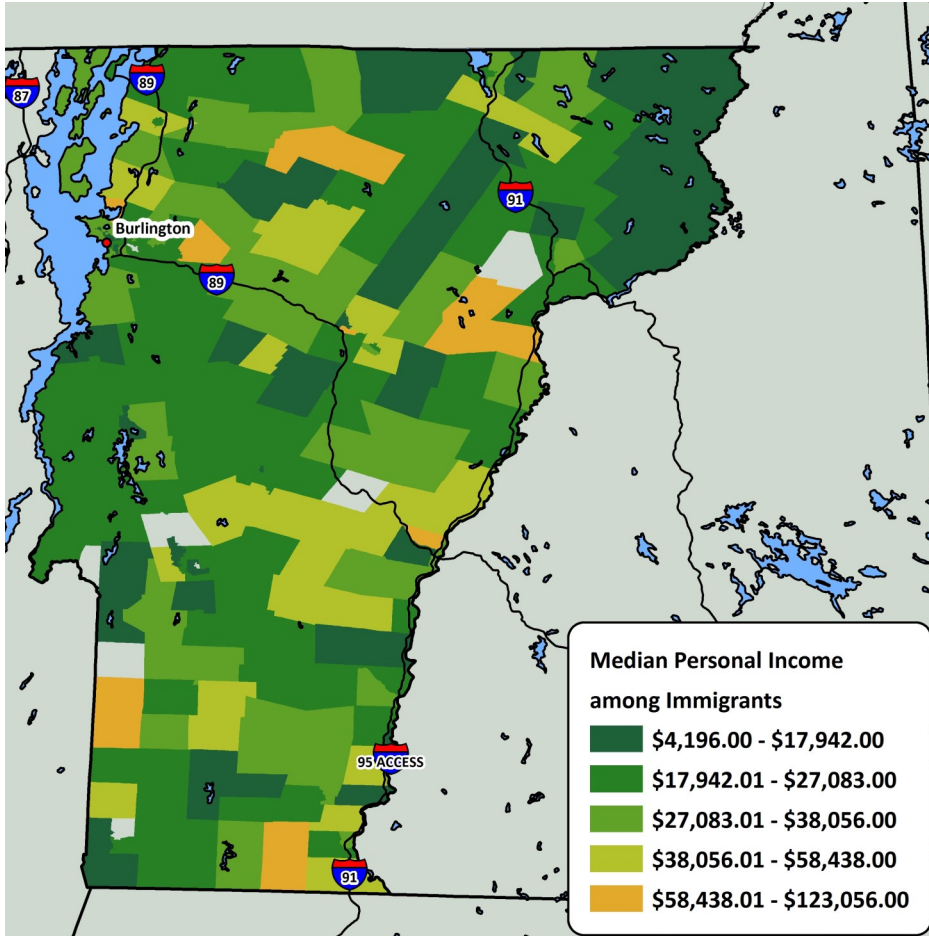 87
89
91
Burlington
89
95 ACCESS
91
Median Personal Income
among Immigrants
$4,196.00 - $17,942.00
$17,942.01 - $27,083.00
$27,083.01 - $38,056.00
$38,056.01 - $58,438.00
$58,438.01 - $123,056.00